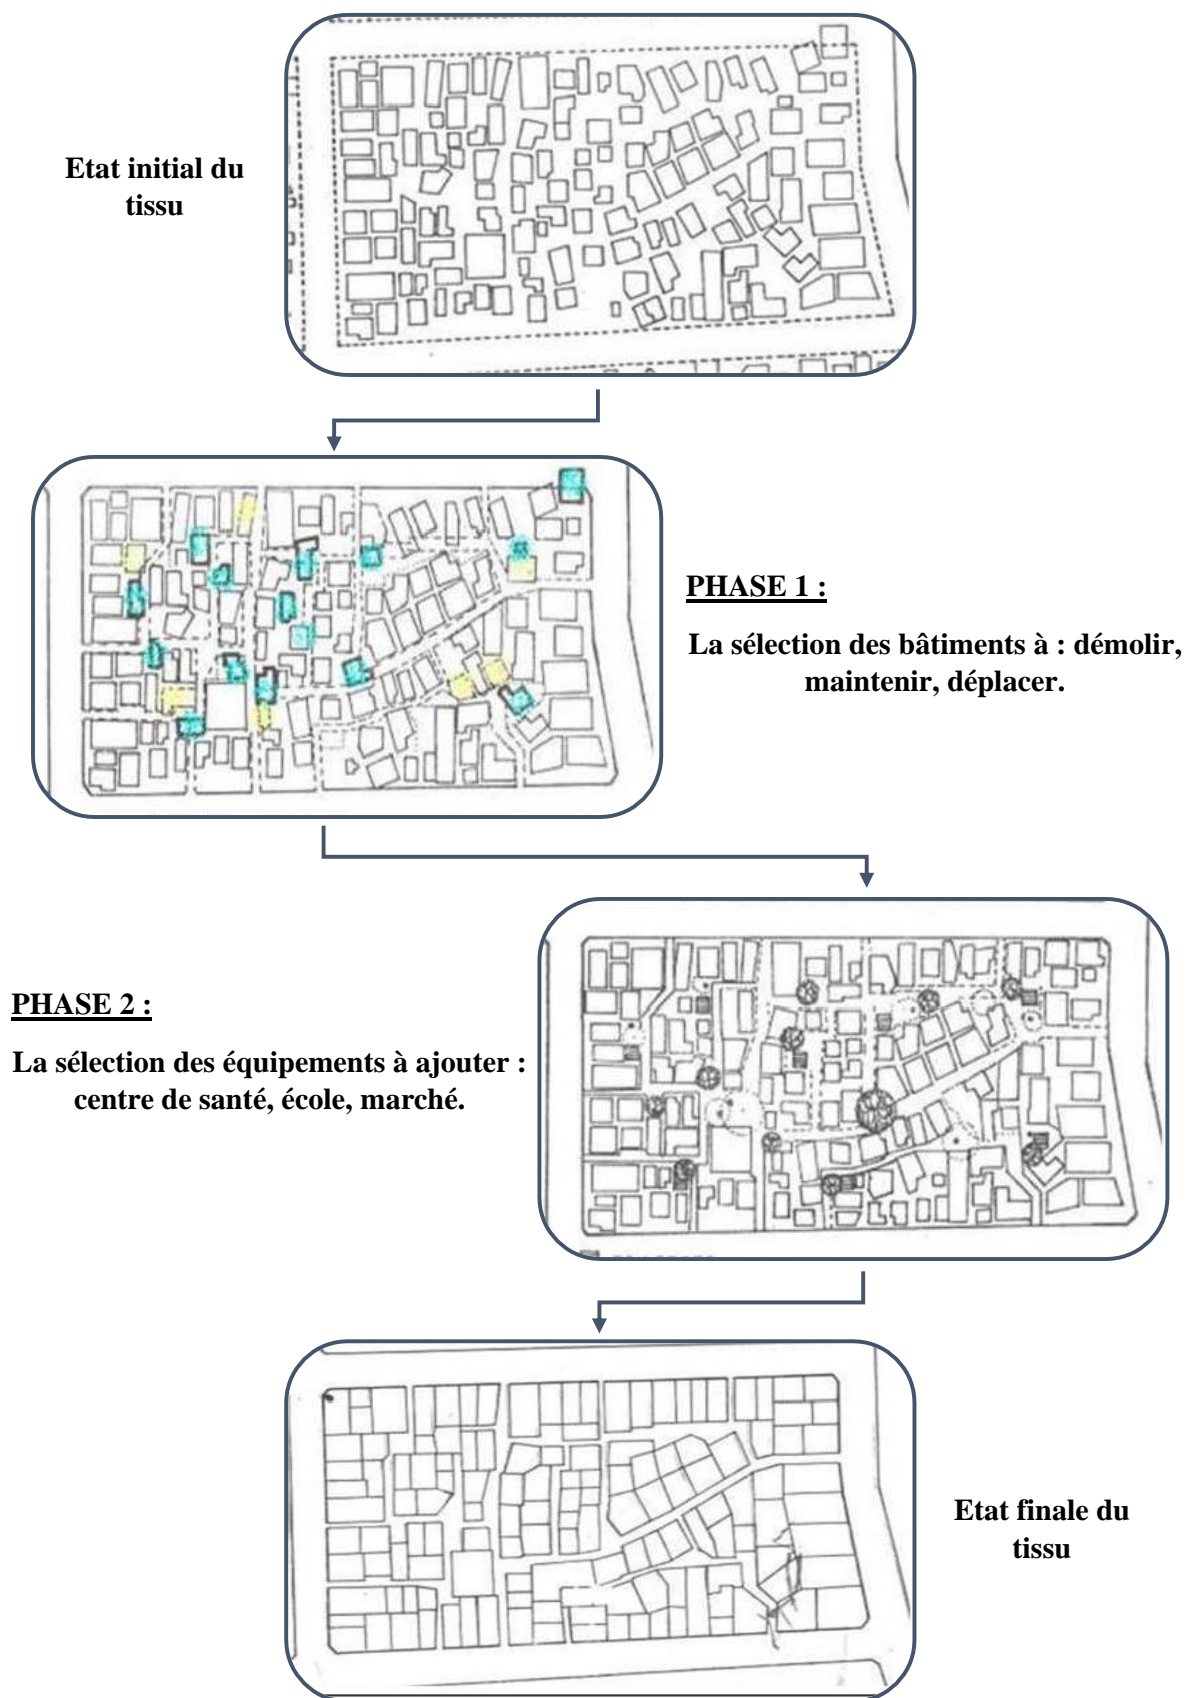 Etat initial du
tissu
PHASE 1 :
La sélection des bâtiments à : démolir,
maintenir, déplacer.
PHASE 2 :
La sélection des équipements à ajouter :
centre de santé, école, marché.
Etat finale du
tissu